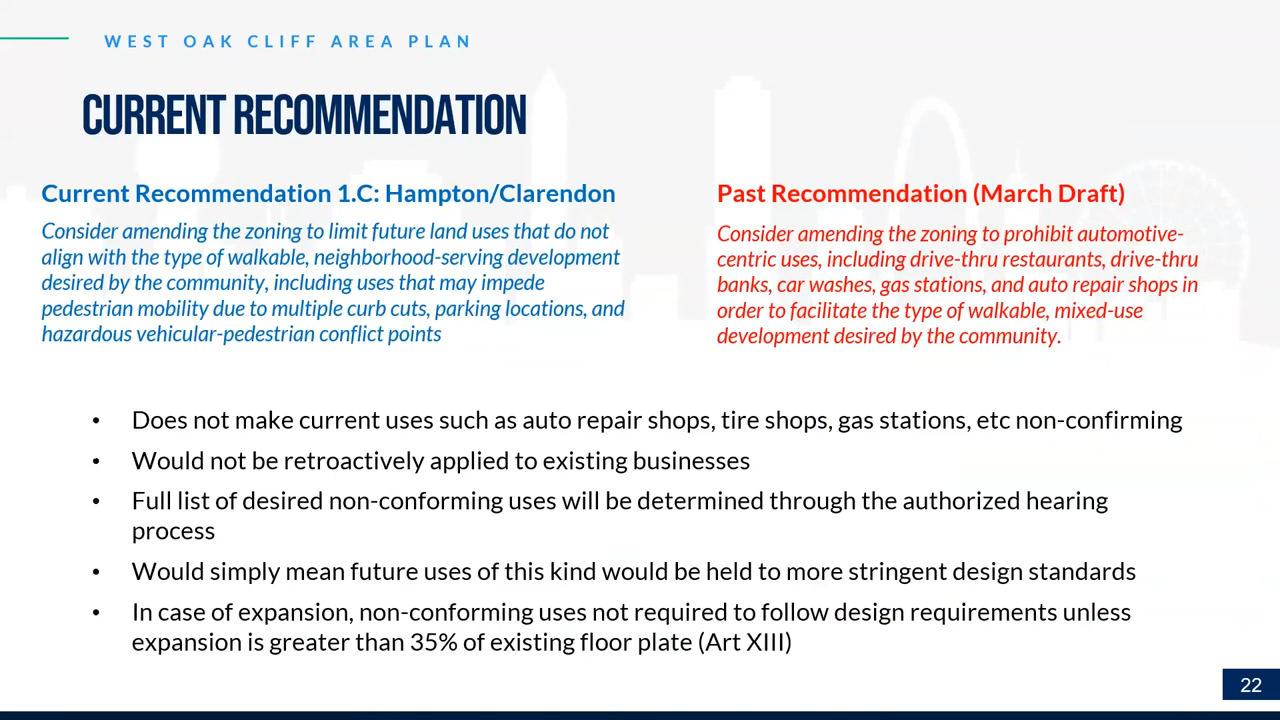 WEST OAK CLIFF AREA PLAN
CURRENT RECOMMENDATION
Current Recommendation 1.C: Hampton/Clarendon
Consider amending the zoning to limit future land uses that do not
align with the type of walkable, neighborhood-serving development
desired by the community, including uses that may impede
pedestrian mobility due to multiple curb cuts, parking locations, and
hazardous vehicular-pedestrian conflict points
Past Recommendation (March Draft)
Consider amending the zoning to prohibit automotive-
centric uses, including drive-thru restaurants, drive-thru
banks, car washes, gas stations, and auto repair shops in
order to facilitate the type of walkable, mixed-use
development desired by the community.
• Does not make current uses such as auto repair shops, tire shops, gas stations, etc non-confirming
• Would not be retroactively applied to existing businesses
• Full list of desired non-conforming uses will be determined through the authorized hearing
process
• Would simply mean future uses of this kind would be held to more stringent design standards
• In case of expansion, non-conforming uses not required to follow design requirements unless
expansion is greater than 35% of existing floor plate (Art XIII)
22